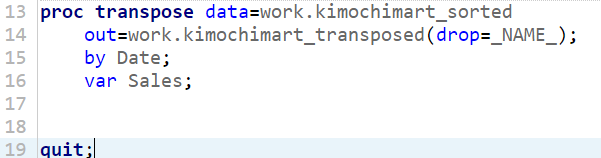 13 proc transpose data=work.kimochimart_sorted
14     out=work.kimochimart_transposed(drop=_NAME_);
15     by Date;
16     var Sales;
17
18
19 quit;